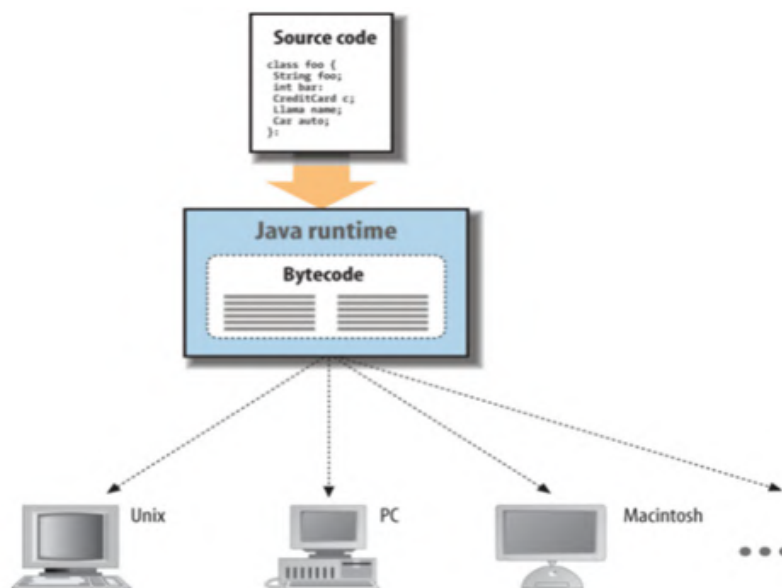 Source code
class foo {
String foo;
int bar:
CreditCard c;
Llama name;
Car auto;
}:
Java runtime
Bytecode
Unix
PC
Macintosh